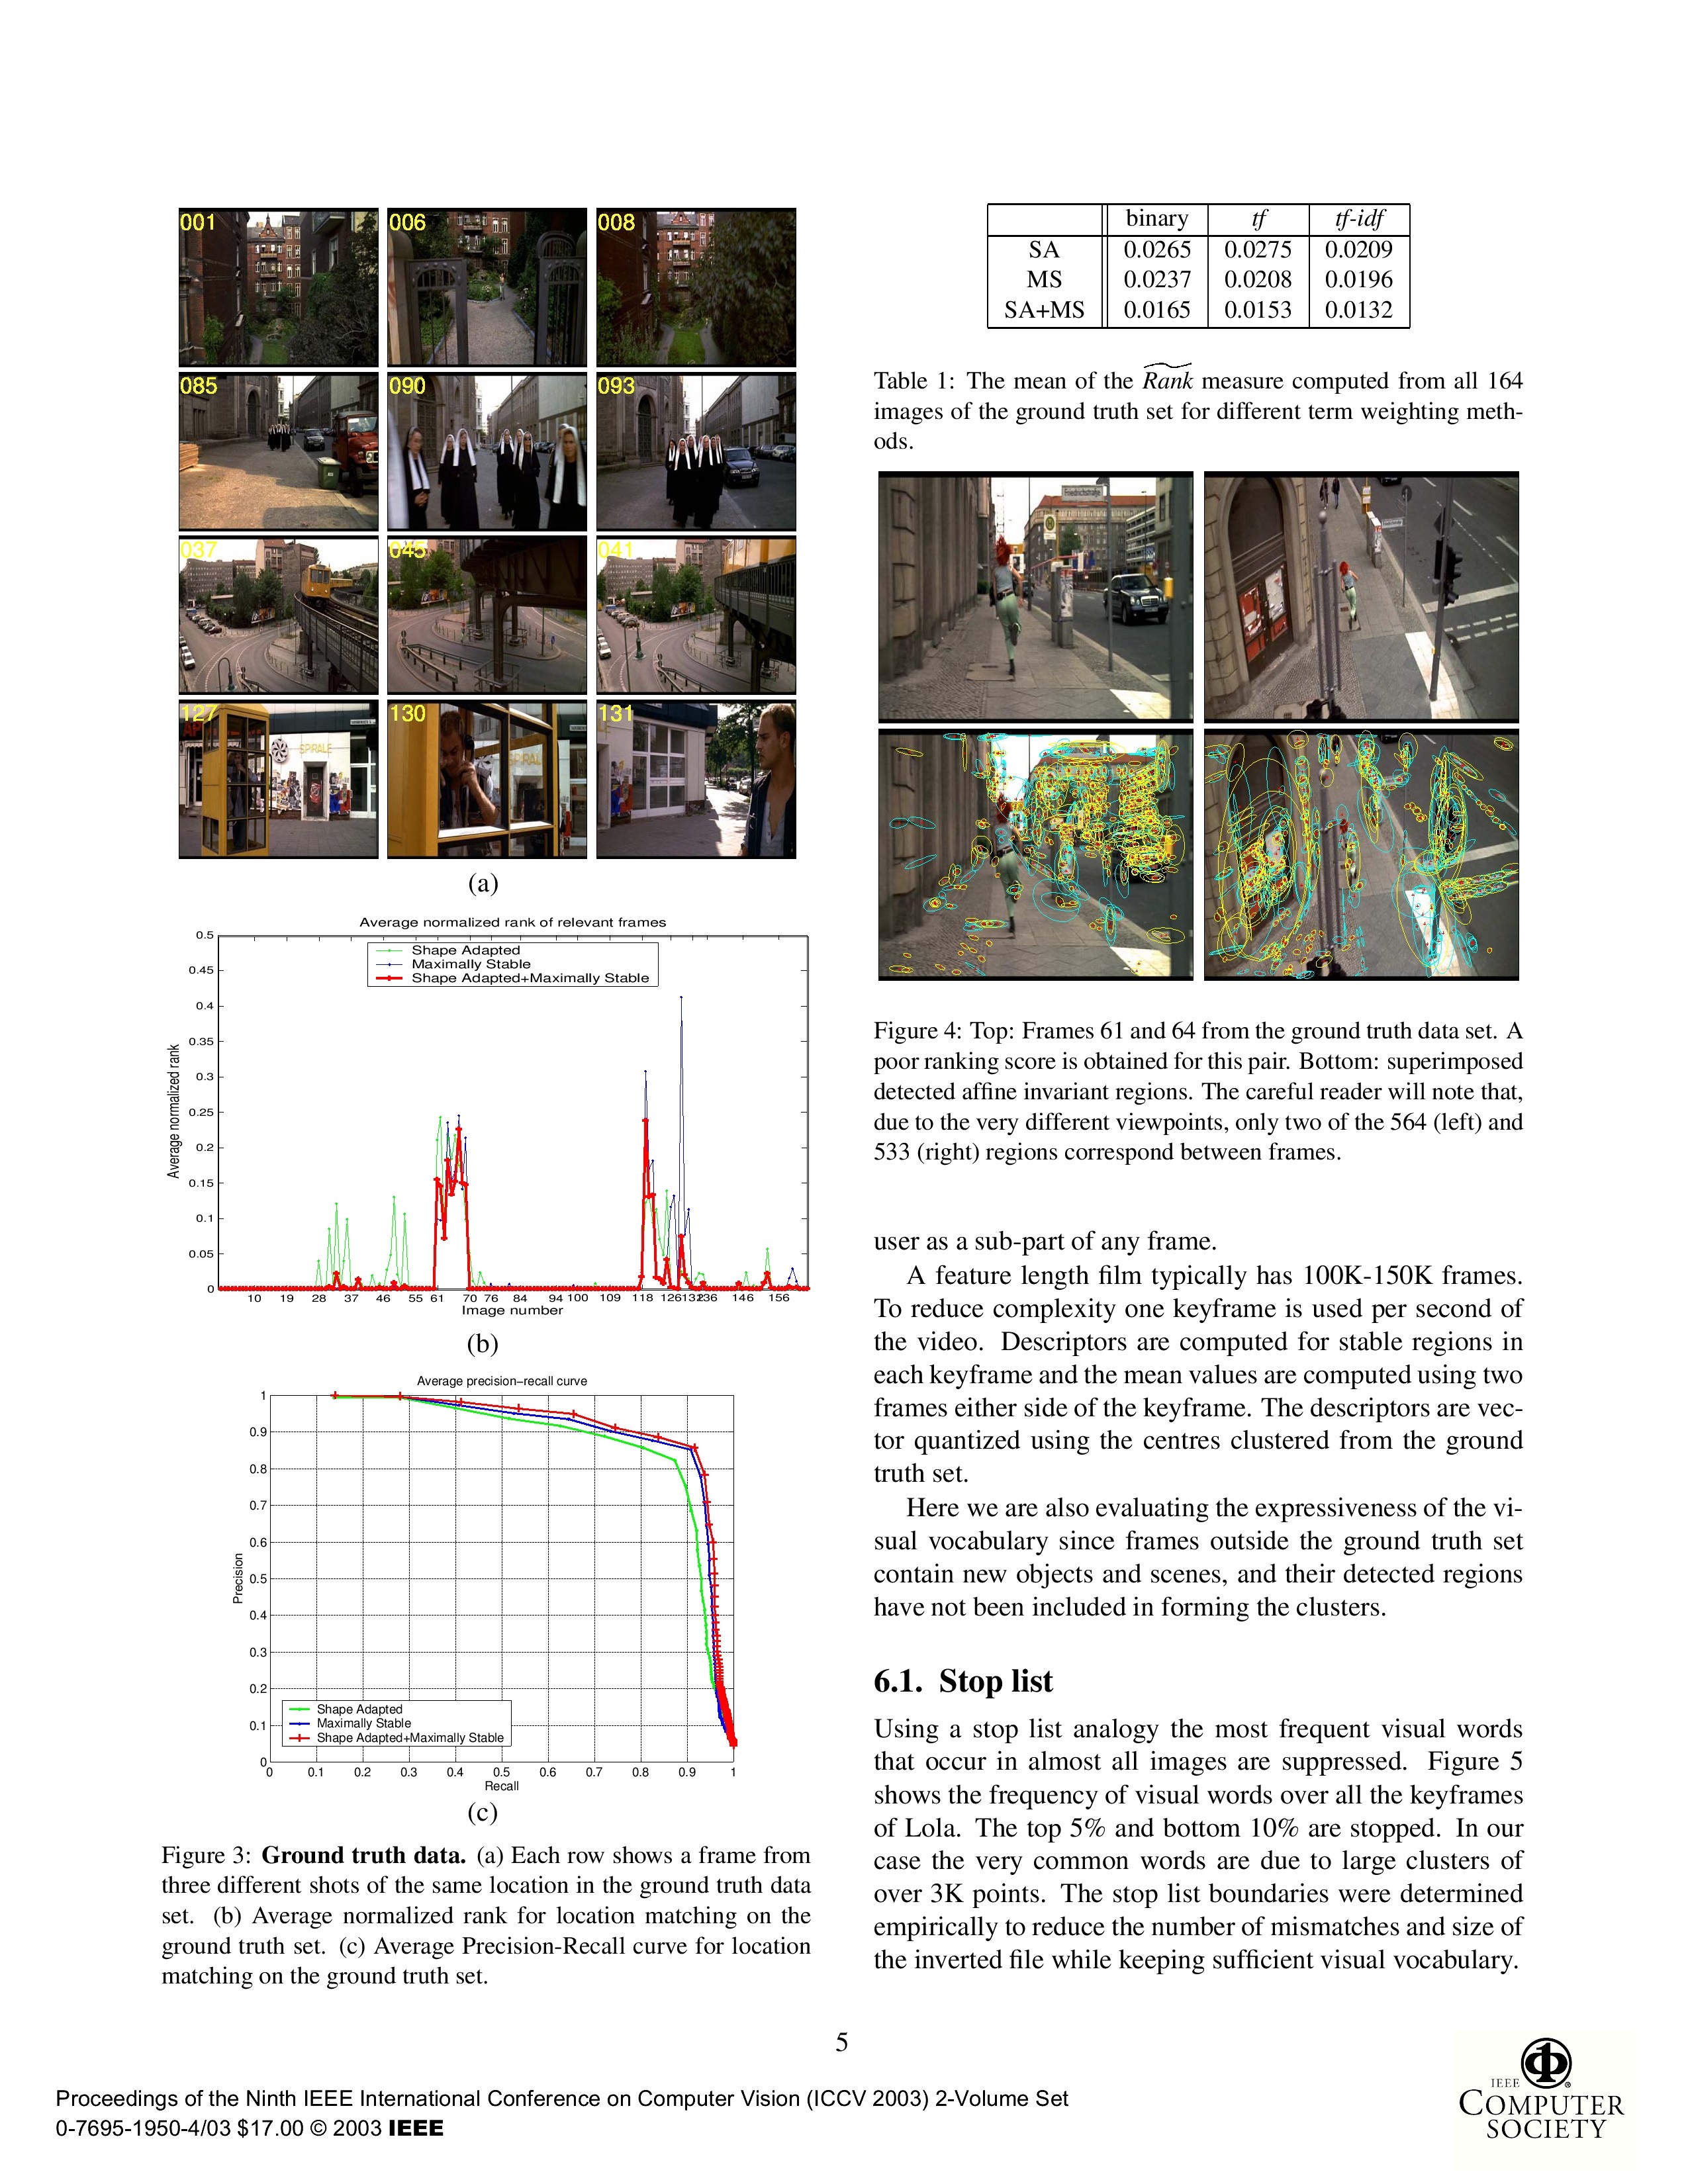 001
006
008
085
090
093
037
045
041
127
130
131
SPIRALE
(a)
Average normalized rank of relevant frames
Shape Adapted
Maximally Stable
Shape Adapted+Maximally Stable
0.5
0.45
0.4
0.35
0.3
0.25
0.2
0.15
0.1
0.05
0
Average normalized rank
10 19 28 37 46 55 61 70 76 84 94 100 109 118 126 132 136 146 156
Image number
(b)
Average precision–recall curve
1
0.9
0.8
0.7
0.6
0.5
0.4
0.3
0.2
0.1
0
Precision
Shape Adapted
Maximally Stable
Shape Adapted+Maximally Stable
0 0.1 0.2 0.3 0.4 0.5 0.6 0.7 0.8 0.9 1
Recall
(c)
Figure 3: Ground truth data. (a) Each row shows a frame from
three different shots of the same location in the ground truth data
set. (b) Average normalized rank for location matching on the
ground truth set. (c) Average Precision-Recall curve for location
matching on the ground truth set.
binary tf tf-idf
SA 0.0265 0.0275 0.0209
MS 0.0237 0.0208 0.0196
SA+MS 0.0165 0.0153 0.0132
Table 1: The mean of the Rank measure computed from all 164
images of the ground truth set for different term weighting meth-
ods.
Friedrichstraße
Figure 4: Top: Frames 61 and 64 from the ground truth data set. A
poor ranking score is obtained for this pair. Bottom: superimposed
detected affine invariant regions. The careful reader will note that,
due to the very different viewpoints, only two of the 564 (left) and
533 (right) regions correspond between frames.
user as a sub-part of any frame.
A feature length film typically has 100K-150K frames.
To reduce complexity one keyframe is used per second of
the video. Descriptors are computed for stable regions in
each keyframe and the mean values are computed using two
frames either side of the keyframe. The descriptors are vec-
tor quantized using the centres clustered from the ground
truth set.
Here we are also evaluating the expressiveness of the vi-
sual vocabulary since frames outside the ground truth set
contain new objects and scenes, and their detected regions
have not been included in forming the clusters.
6.1. Stop list
Using a stop list analogy the most frequent visual words
that occur in almost all images are suppressed. Figure 5
shows the frequency of visual words over all the keyframes
of Lola. The top 5% and bottom 10% are stopped. In our
case the very common words are due to large clusters of
over 3K points. The stop list boundaries were determined
empirically to reduce the number of mismatches and size of
the inverted file while keeping sufficient visual vocabulary.
5
Proceedings of the Ninth IEEE International Conference on Computer Vision (ICCV 2003) 2-Volume Set
0-7695-1950-4/03 $17.00 © 2003 IEEE
IEEE
COMPUTER
SOCIETY
®